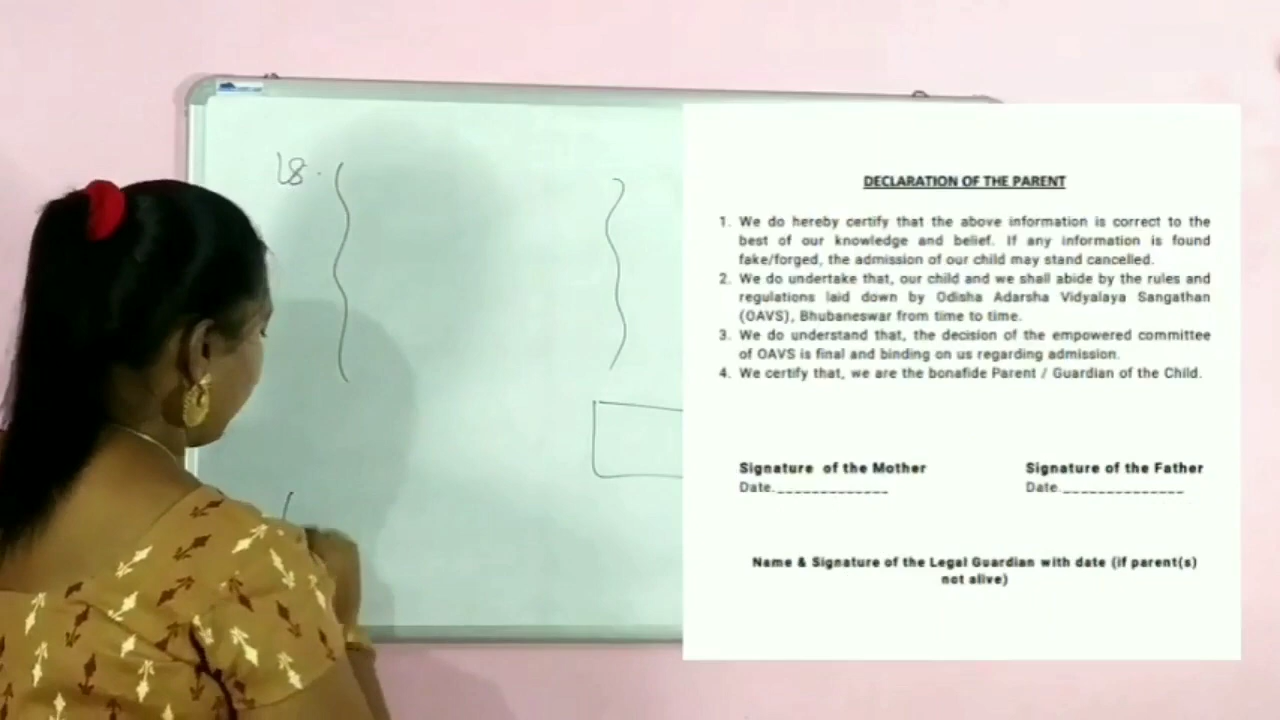 18.
DECLARATION OF THE PARENT
1. We do hereby certify that the above information is correct to the
best of our knowledge and belief. If any information is found
fake/forged, the admission of our child may stand cancelled.
2. We do undertake that, our child and we shall abide by the rules and
regulations laid down by Odisha Adarsha Vidyalaya Sangathan
(OAVS), Bhubaneswar from time to time.
3. We do understand that, the decision of the empowered committee
of OAVS is final and binding on us regarding admission.
4. We certify that, we are the bonafide Parent / Guardian of the Child.
Signature of the Mother
Date._____________
Signature of the Father
Date._____________
Name & Signature of the Legal Guardian with date (if parent(s)
not alive)